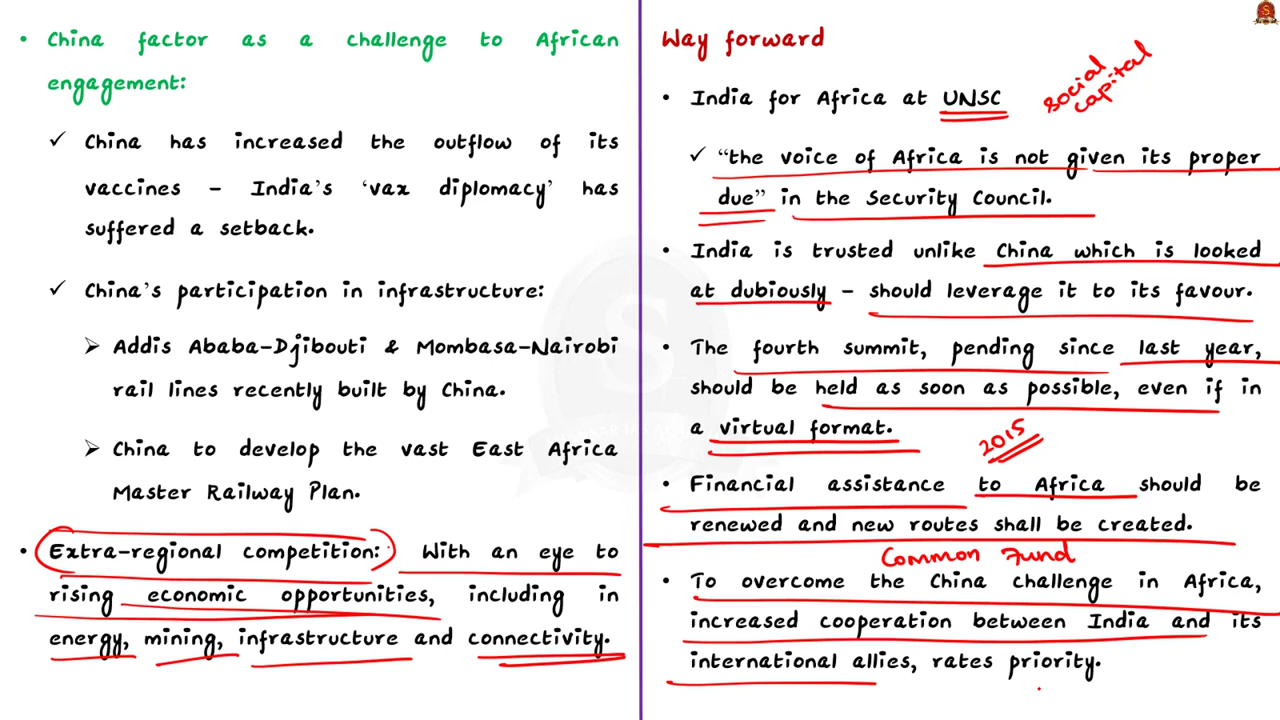 • China factor as a challenge to African
engagement:
✓ China has increased the outflow of its
vaccines – India's 'vax diplomacy' has
suffered a setback.
✓ China's participation in infrastructure:
➢ Addis Ababa-Djibouti & Mombasa-Nairobi
rail lines recently built by China.
➢ China to develop the vast East Africa
Master Railway Plan.
• Extra-regional competition: With an eye to
rising economic opportunities, including in
energy, mining, infrastructure and connectivity.
Way forward
• India for Africa at UNSC
social
capital
✓ "the voice of Africa is not given its proper
due" in the Security Council.
• India is trusted unlike China which is looked
at dubiously – should leverage it to its favour.
• The fourth summit, pending since last year,
should be held as soon as possible, even if in
a virtual format.
2015
• Financial assistance to Africa should be
renewed and new routes shall be created.
Common Fund
• To overcome the China challenge in Africa,
increased cooperation between India and its
international allies, rates priority.